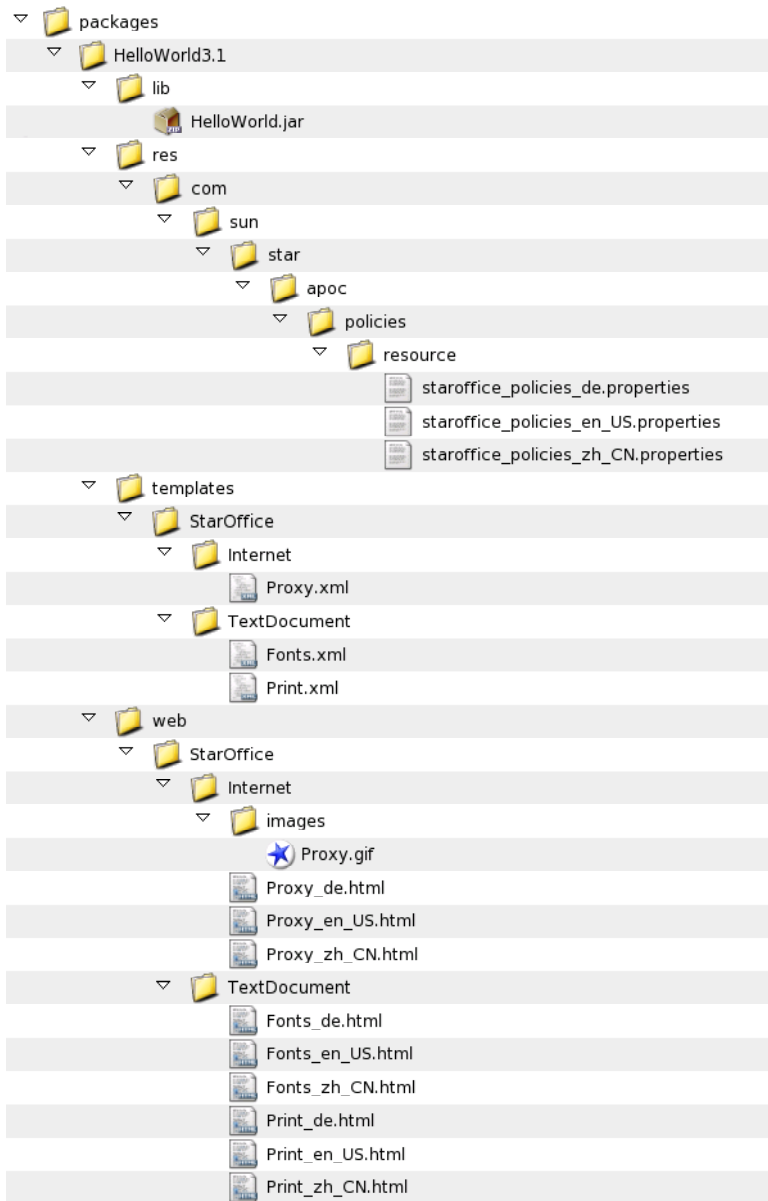 packages
HelloWorld3.1
lib
HelloWorld.jar
res
com
sun
star
apoc
policies
resource
staroffice_policies_de.properties
staroffice_policies_en_US.properties
staroffice_policies_zh_CN.properties
templates
StarOffice
Internet
Proxy.xml
TextDocument
Fonts.xml
Print.xml
web
StarOffice
Internet
images
Proxy.gif
Proxy_de.html
Proxy_en_US.html
Proxy_zh_CN.html
TextDocument
Fonts_de.html
Fonts_en_US.html
Fonts_zh_CN.html
Print_de.html
Print_en_US.html
Print_zh_CN.html